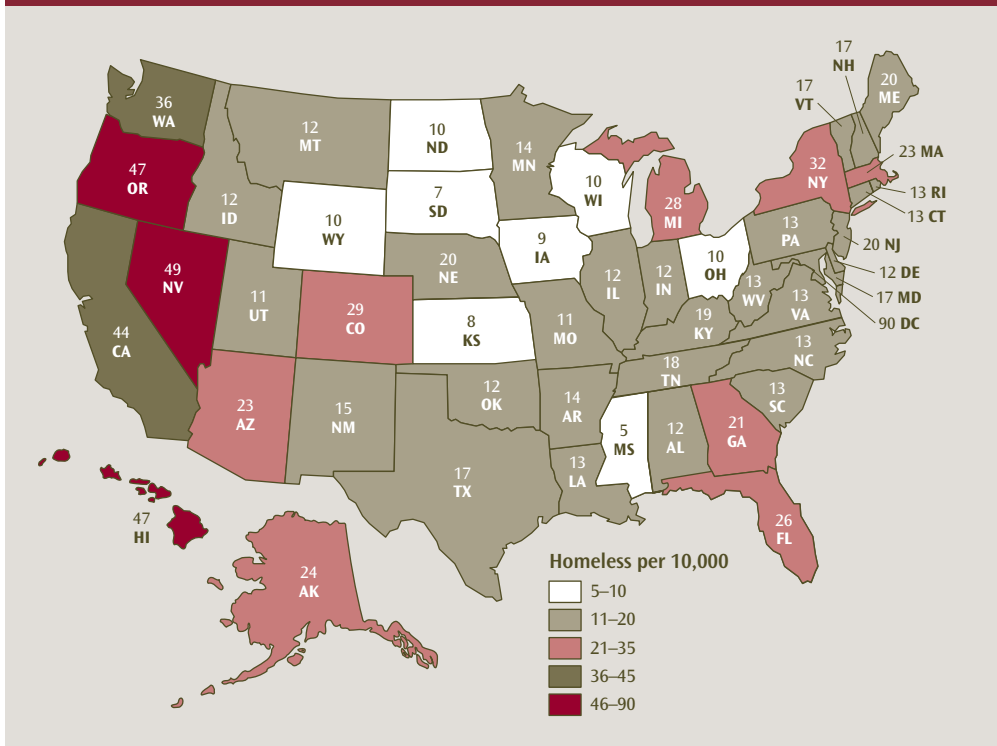 17
NH
17
VT
20
ME
36
WA
12
MT
10
ND
14
MN
47
OR
12
ID
7
SD
10
WI
28
MI
32
NY
23 MA
13 RI
13 CT
10
WY
9
IA
13
PA
20 NJ
49
NV
20
NE
10
OH
12 DE
17 MD
90 DC
11
UT
29
CO
12
IL
12
IN
13
WV
13
VA
44
CA
8
KS
11
MO
19
KY
13
NC
18
TN
23
AZ
15
NM
12
OK
14
AR
13
SC
5
MS
12
AL
21
GA
17
TX
13
LA
26
FL
47
HI
24
AK
Homeless per 10,000
5–10
11–20
21–35
36–45
46–90